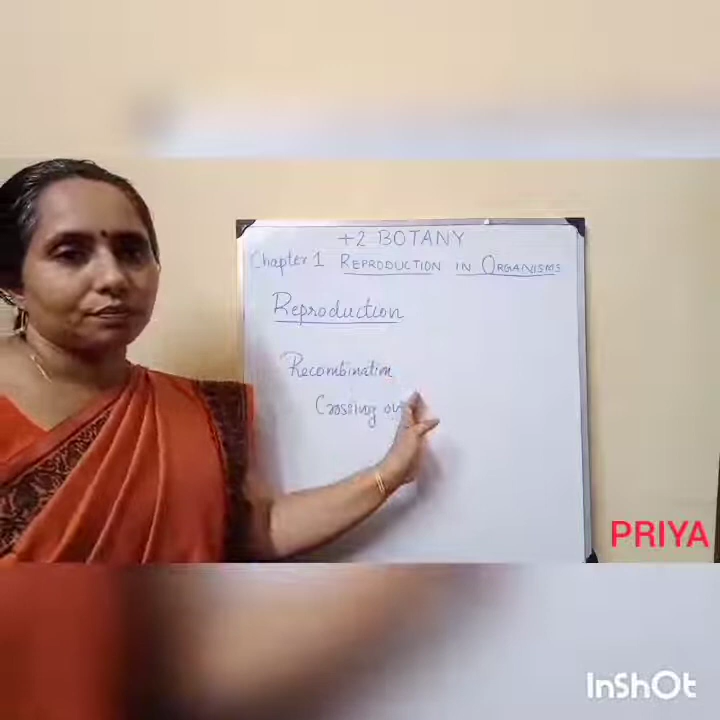 +2 BOTANY
Chapter 1 REPRODUCTION IN ORGANISMS
Reproduction
Recombination
Crossing
PRIYA
InShOt